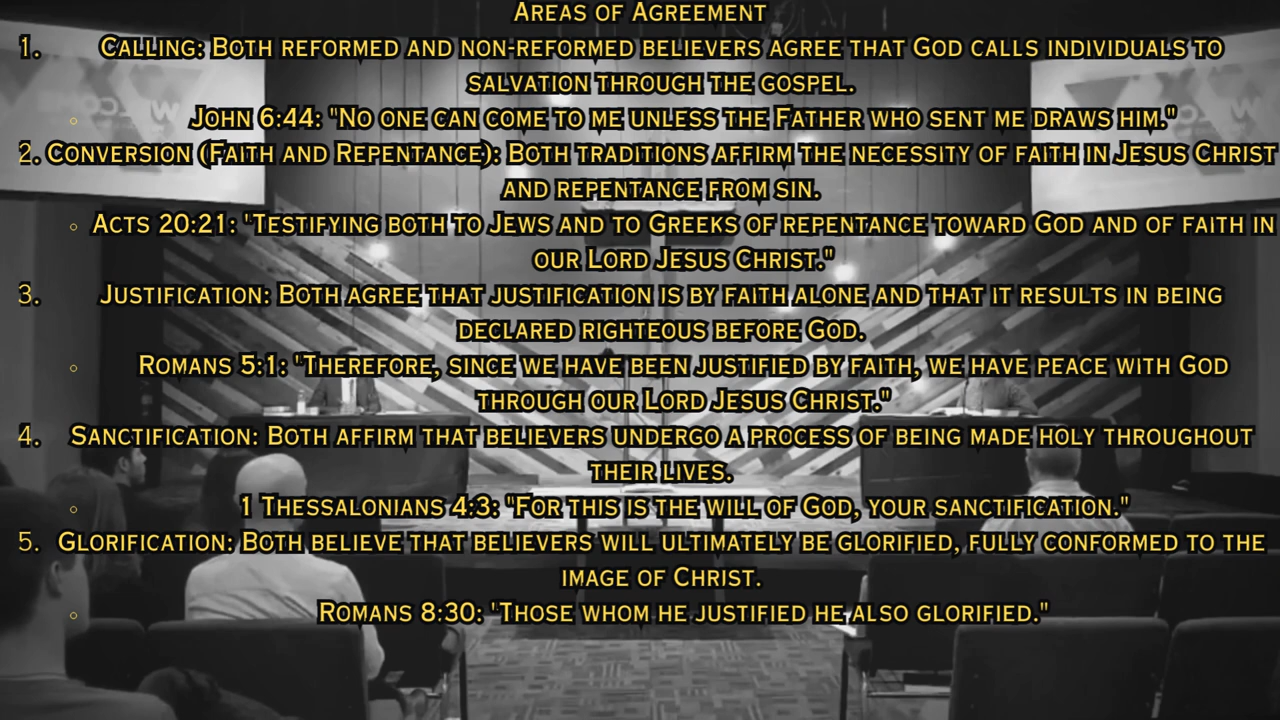 Areas of Agreement
1. Calling: Both reformed and non-reformed believers agree that God calls individuals to
salvation through the gospel.
◦ John 6:44: "No one can come to me unless the Father who sent me draws him."
2. Conversion (Faith and Repentance): Both traditions affirm the necessity of faith in Jesus Christ
and repentance from sin.
◦ Acts 20:21: "Testifying both to Jews and to Greeks of repentance toward God and of faith in
our Lord Jesus Christ."
3. Justification: Both agree that justification is by faith alone and that it results in being
declared righteous before God.
◦ Romans 5:1: "Therefore, since we have been justified by faith, we have peace with God
through our Lord Jesus Christ."
4. Sanctification: Both affirm that believers undergo a process of being made holy throughout
their lives.
◦ 1 Thessalonians 4:3: "For this is the will of God, your sanctification."
5. Glorification: Both believe that believers will ultimately be glorified, fully conformed to the
image of Christ.
◦ Romans 8:30: "Those whom he justified he also glorified."